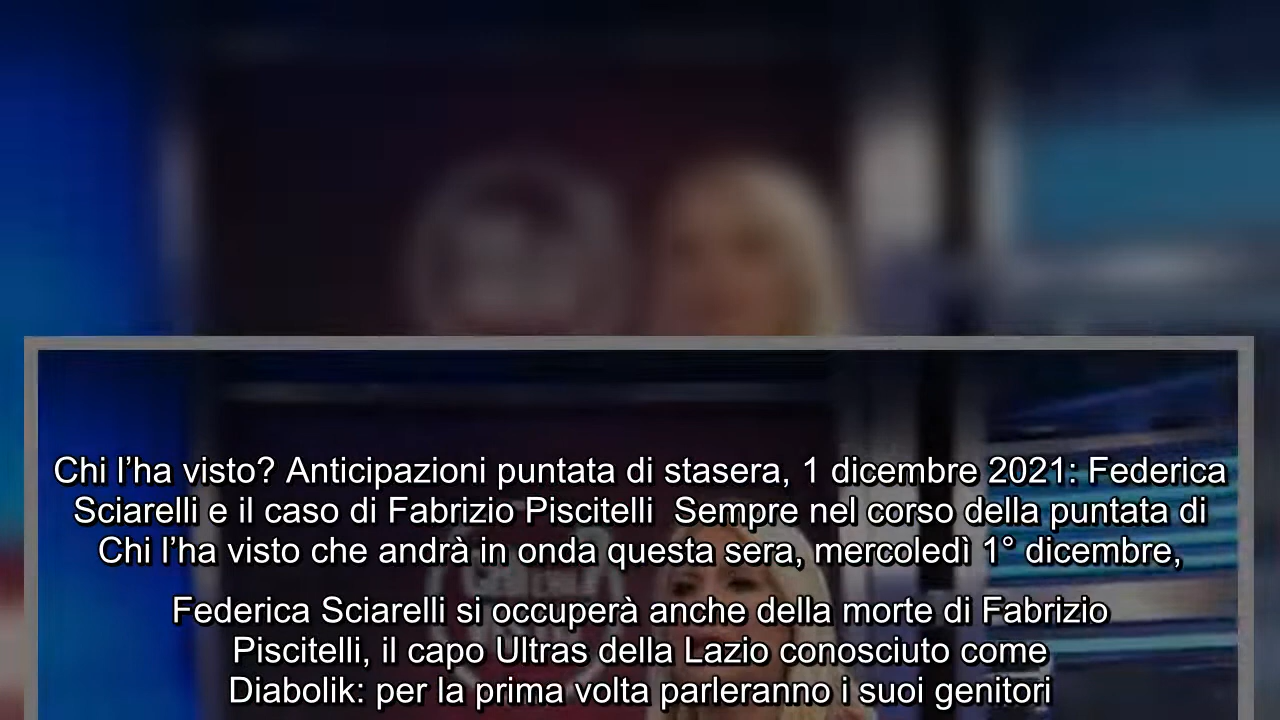 Chi l’ha visto? Anticipazioni puntata di stasera, 1 dicembre 2021: Federica
Sciarelli e il caso di Fabrizio Piscitelli  Sempre nel corso della puntata di
Chi l’ha visto che andrà in onda questa sera, mercoledì 1° dicembre,
Federica Sciarelli si occuperà anche della morte di Fabrizio
Piscitelli, il capo Ultras della Lazio conosciuto come
Diabolik: per la prima volta parleranno i suoi genitori